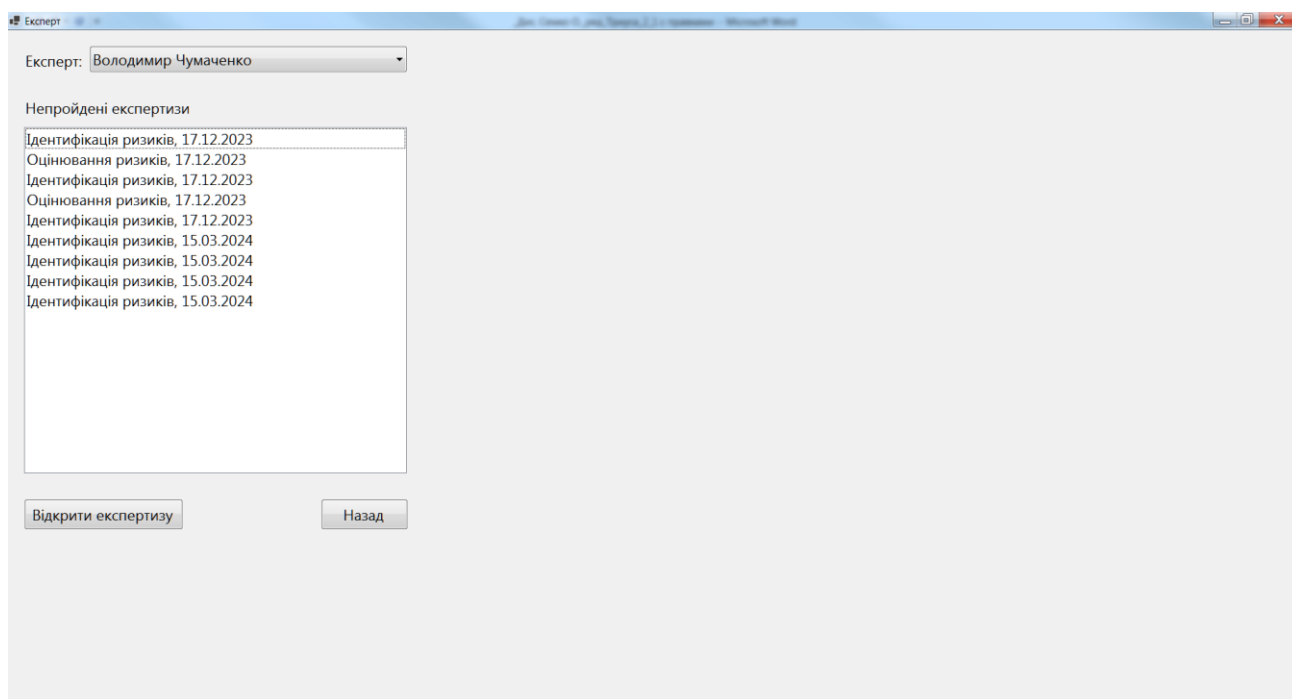 Експерт
Експерт: Володимир Чумаченко
Непройдені експертизи
Ідентифікація ризиків, 17.12.2023
Оцінювання ризиків, 17.12.2023
Ідентифікація ризиків, 17.12.2023
Оцінювання ризиків, 17.12.2023
Ідентифікація ризиків, 17.12.2023
Ідентифікація ризиків, 15.03.2024
Ідентифікація ризиків, 15.03.2024
Ідентифікація ризиків, 15.03.2024
Ідентифікація ризиків, 15.03.2024
Відкрити експертизу Назад